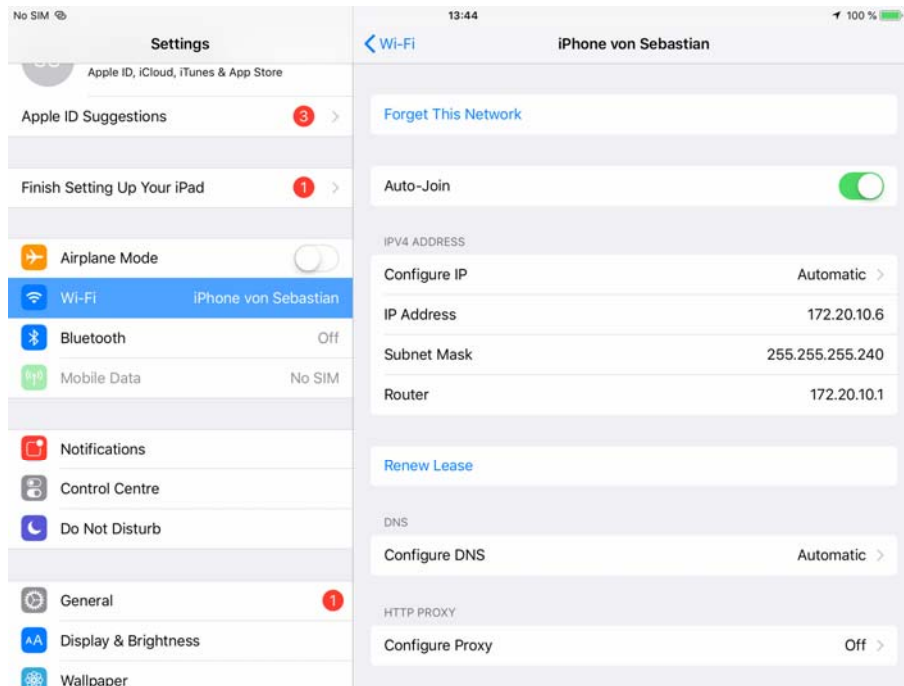 No SIM
13:44
100 %
Settings
Wi-Fi
iPhone von Sebastian
Apple ID, iCloud, iTunes & App Store
Apple ID Suggestions 3
Finish Setting Up Your iPad 1
Airplane Mode
Wi-Fi iPhone von Sebastian
Bluetooth Off
Mobile Data No SIM
Notifications
Control Centre
Do Not Disturb
General 1
AA Display & Brightness
Wallpaper
Forget This Network
Auto-Join
IPV4 ADDRESS
Configure IP Automatic
IP Address 172.20.10.6
Subnet Mask 255.255.255.240
Router 172.20.10.1
Renew Lease
DNS
Configure DNS Automatic
HTTP PROXY
Configure Proxy Off